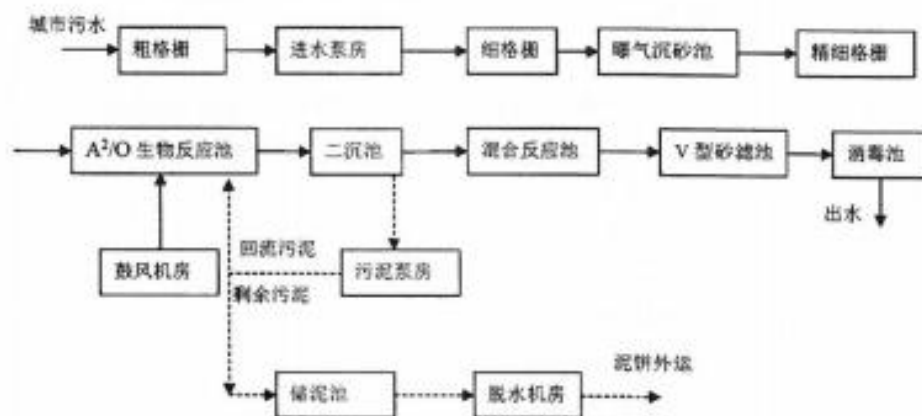 城市污水
粗格栅 进水泵房 细格栅 曝气沉砂池 精细格栅
A²/O 生物反应池 二沉池 混合反应池 V 型砂滤池 消毒池
出水
回流污泥
鼓风机房 污泥泵房
剩余污泥
泥饼外运
储泥池 脱水机房